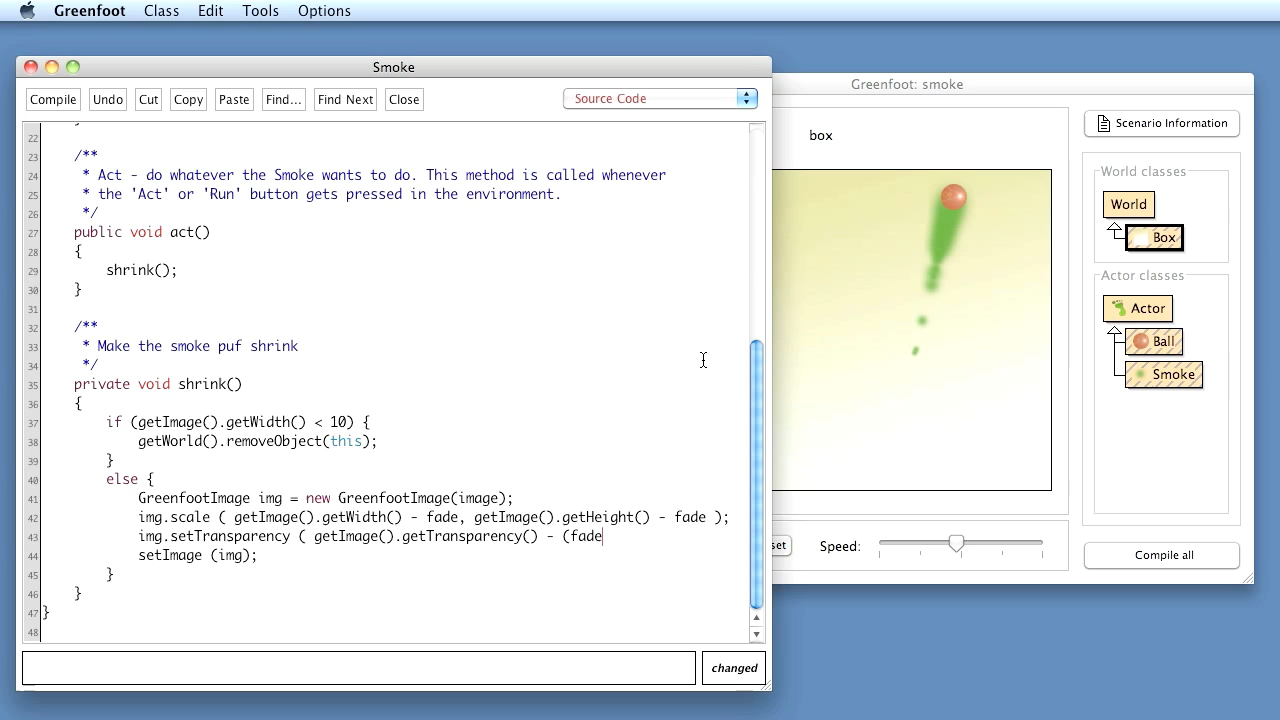 Greenfoot Class Edit Tools Options
Smoke
Compile Undo Cut Copy Paste Find... Find Next Close Source Code
22 }
23 /**
24 * Act - do whatever the Smoke wants to do. This method is called whenever
25 * the 'Act' or 'Run' button gets pressed in the environment.
26 */
27 public void act()
28 {
29 shrink();
30 }
31
32 /**
33 * Make the smoke puf shrink
34 */
35 private void shrink()
36 {
37 if (getImage().getWidth() < 10) {
38 getWorld().removeObject(this);
39 }
40 else {
41 GreenfootImage img = new GreenfootImage(image);
42 img.scale ( getImage().getWidth() - fade, getImage().getHeight() - fade );
43 img.setTransparency ( getImage().getTransparency() - (fade
44 setImage (img);
45 }
46 }
47 }
48
changed
Greenfoot: smoke
box
Scenario Information
World classes
World
Box
Actor classes
Actor
Ball
Smoke
set Speed:
Compile all